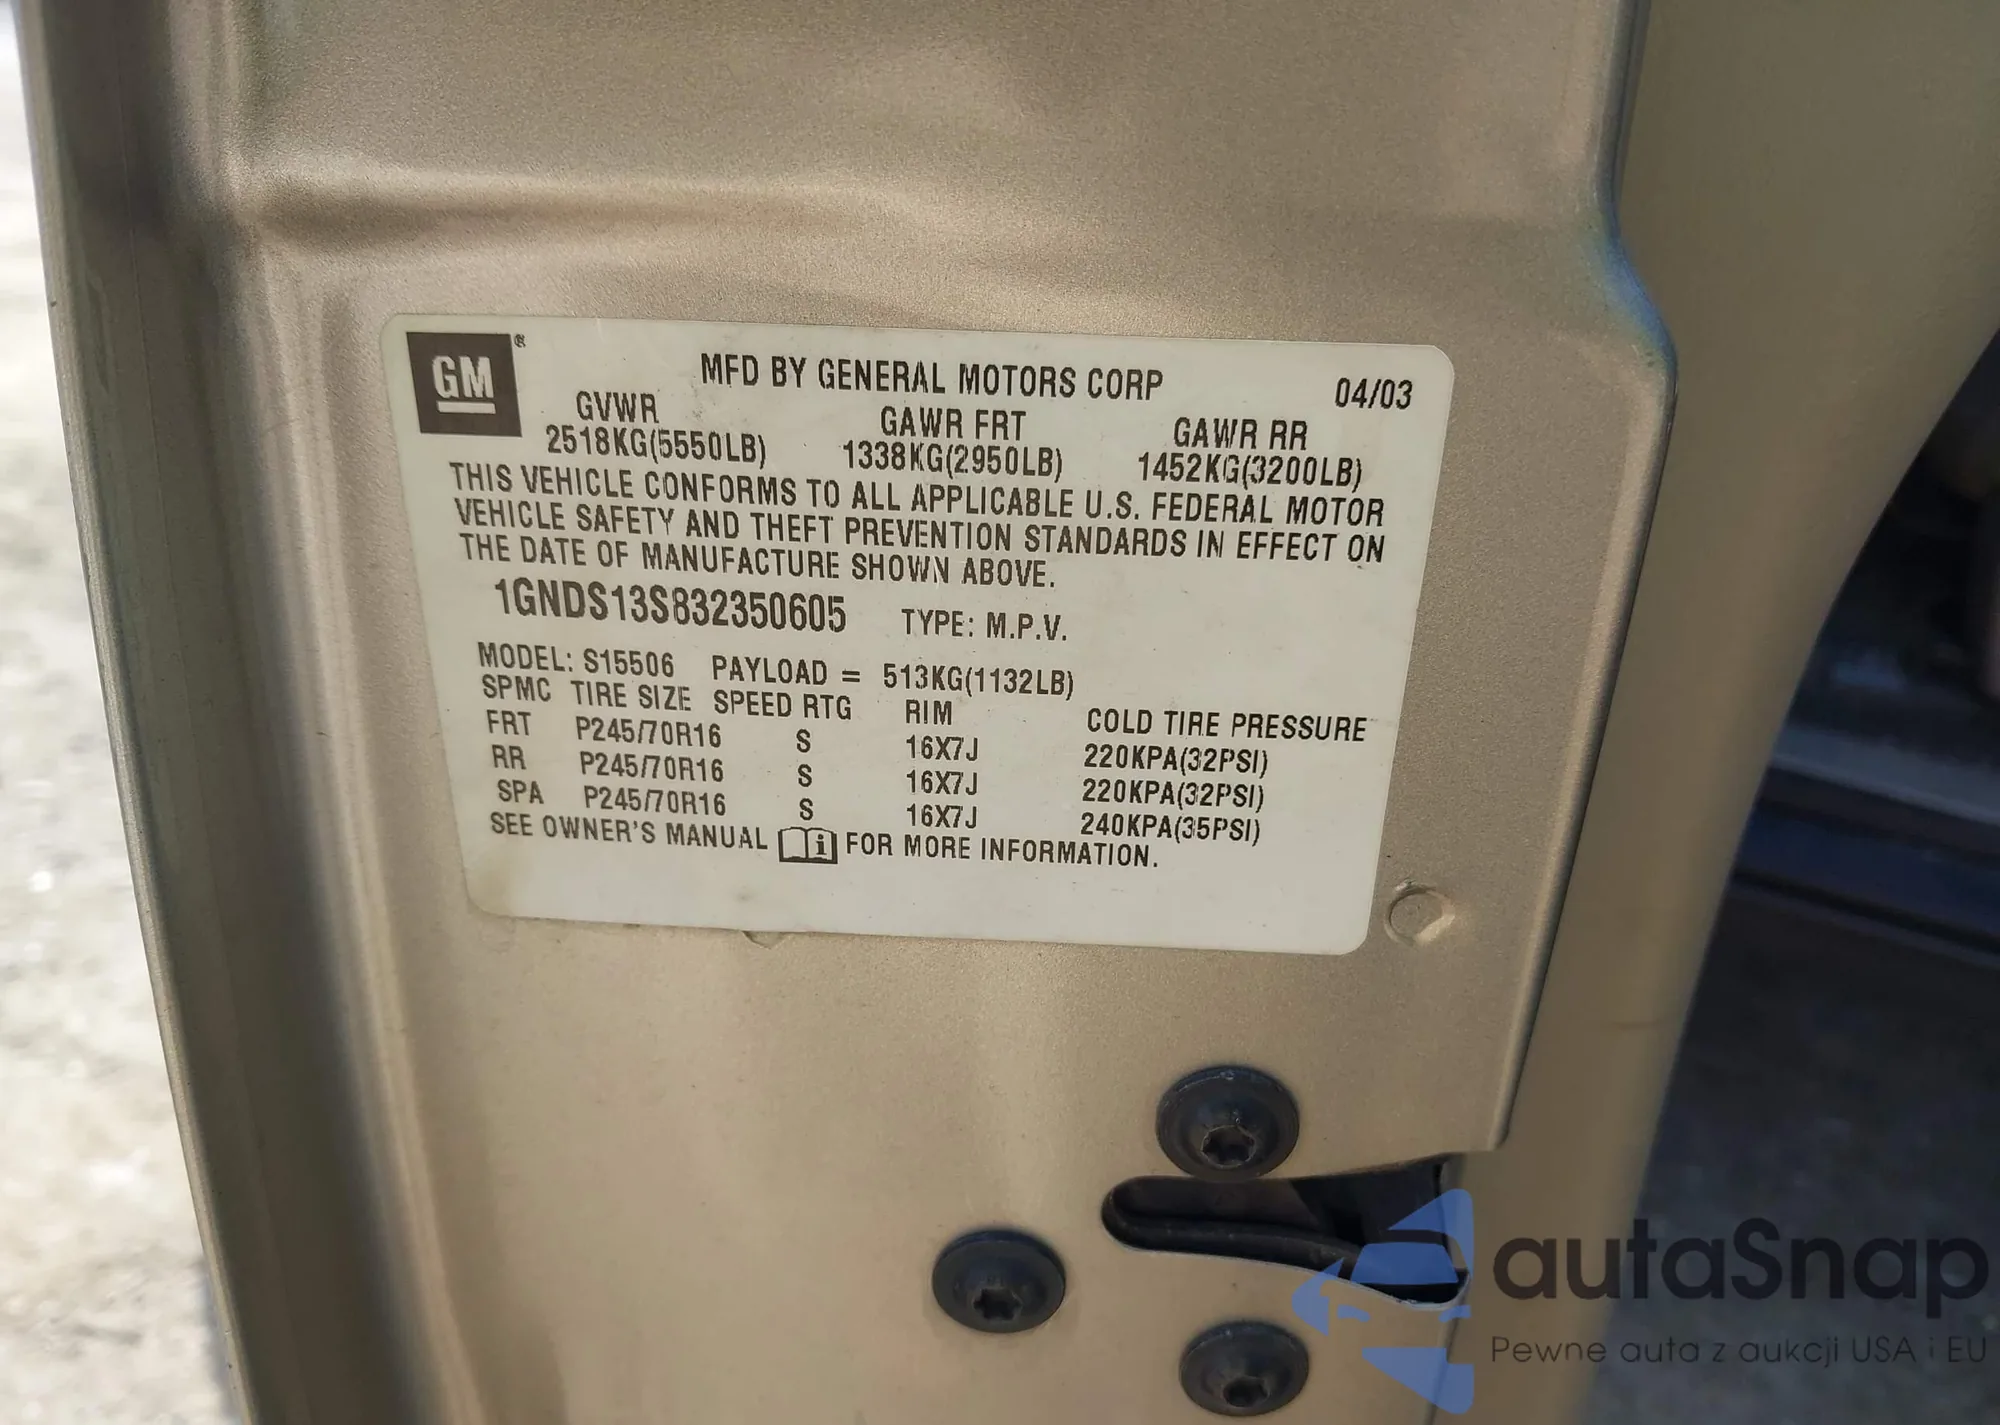 GM®
MFD BY GENERAL MOTORS CORP 04/03
GVWR GAWR FRT GAWR RR
2518KG(5550LB) 1338KG(2950LB) 1452KG(3200LB)
THIS VEHICLE CONFORMS TO ALL APPLICABLE U.S. FEDERAL MOTOR
VEHICLE SAFETY AND THEFT PREVENTION STANDARDS IN EFFECT ON
THE DATE OF MANUFACTURE SHOWN ABOVE.
1GNDS13S832350605 TYPE: M.P.V.
MODEL: S15506 PAYLOAD = 513KG(1132LB)
SPMC TIRE SIZE SPEED RTG RIM COLD TIRE PRESSURE
FRT P245/70R16 S 16X7J 220KPA(32PSI)
RR P245/70R16 S 16X7J 220KPA(32PSI)
SPA P245/70R16 S 16X7J 240KPA(35PSI)
SEE OWNER'S MANUAL i FOR MORE INFORMATION.
autaSnap
Pewne auta z aukcji USA i EU